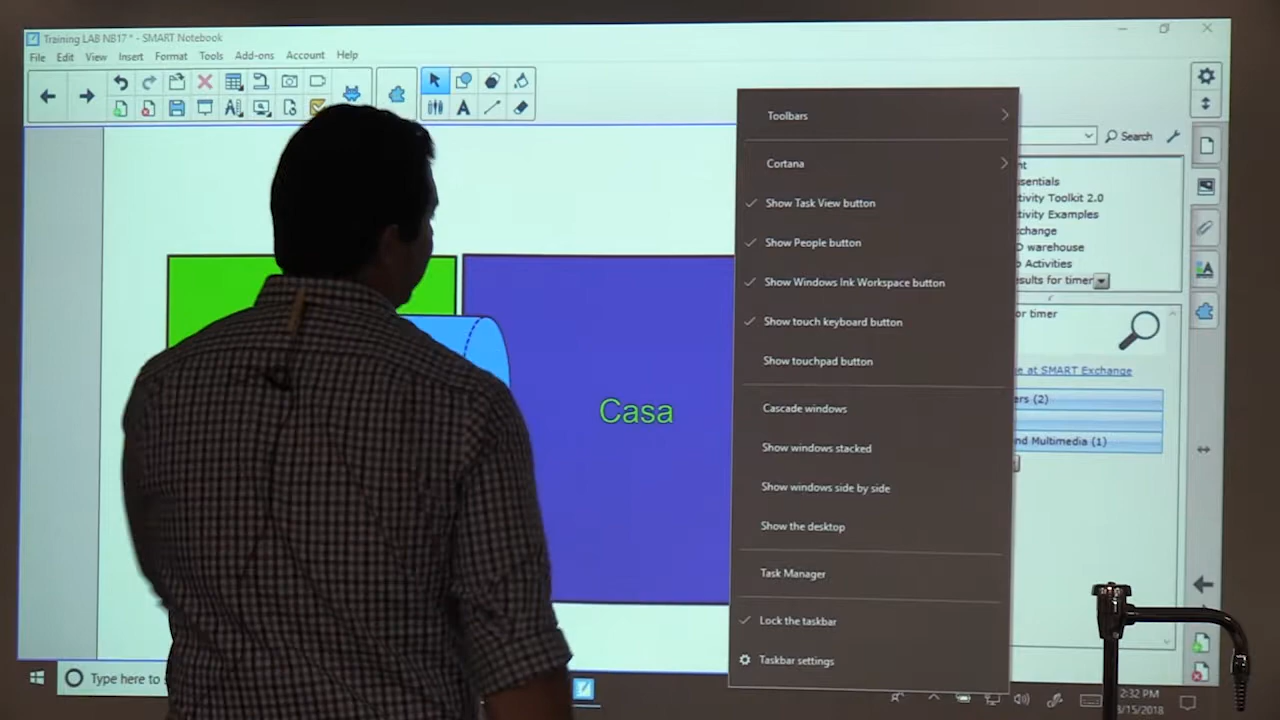 Training LAB NB17 * - SMART Notebook
File Edit View Insert Format Tools Add-ons Account Help
Search
Toolbars
Cortana
Show Task View button
Show People button
Show Windows Ink Workspace button
Show touch keyboard button
Show touchpad button
Cascade windows
Show windows stacked
Show windows side by side
Show the desktop
Task Manager
Lock the taskbar
Taskbar settings
Casa
nt
ssentials
tivity Toolkit 2.0
tivity Examples
change
D warehouse
Activities
esults for timer
or timer
e at SMART Exchange
ers (2)
nd Multimedia (1)
Type here to
2:32 PM
8/15/2018